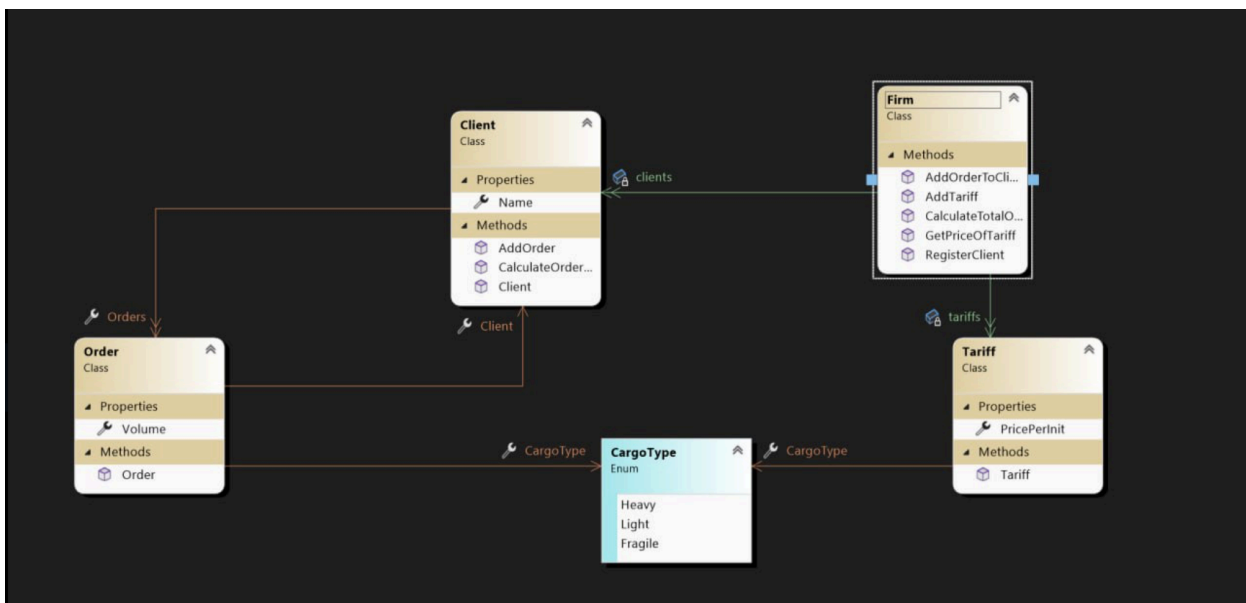 Client
Class
Properties
Name
Methods
AddOrder
CalculateOrder...
Client
Firm
Class
Methods
AddOrderToCli...
AddTariff
CalculateTotalO...
GetPriceOfTariff
RegisterClient
clients
Orders
Client
tariffs
Order
Class
Properties
Volume
Methods
Order
CargoType
CargoType
Enum
Heavy
Light
Fragile
CargoType
Tariff
Class
Properties
PricePerInit
Methods
Tariff